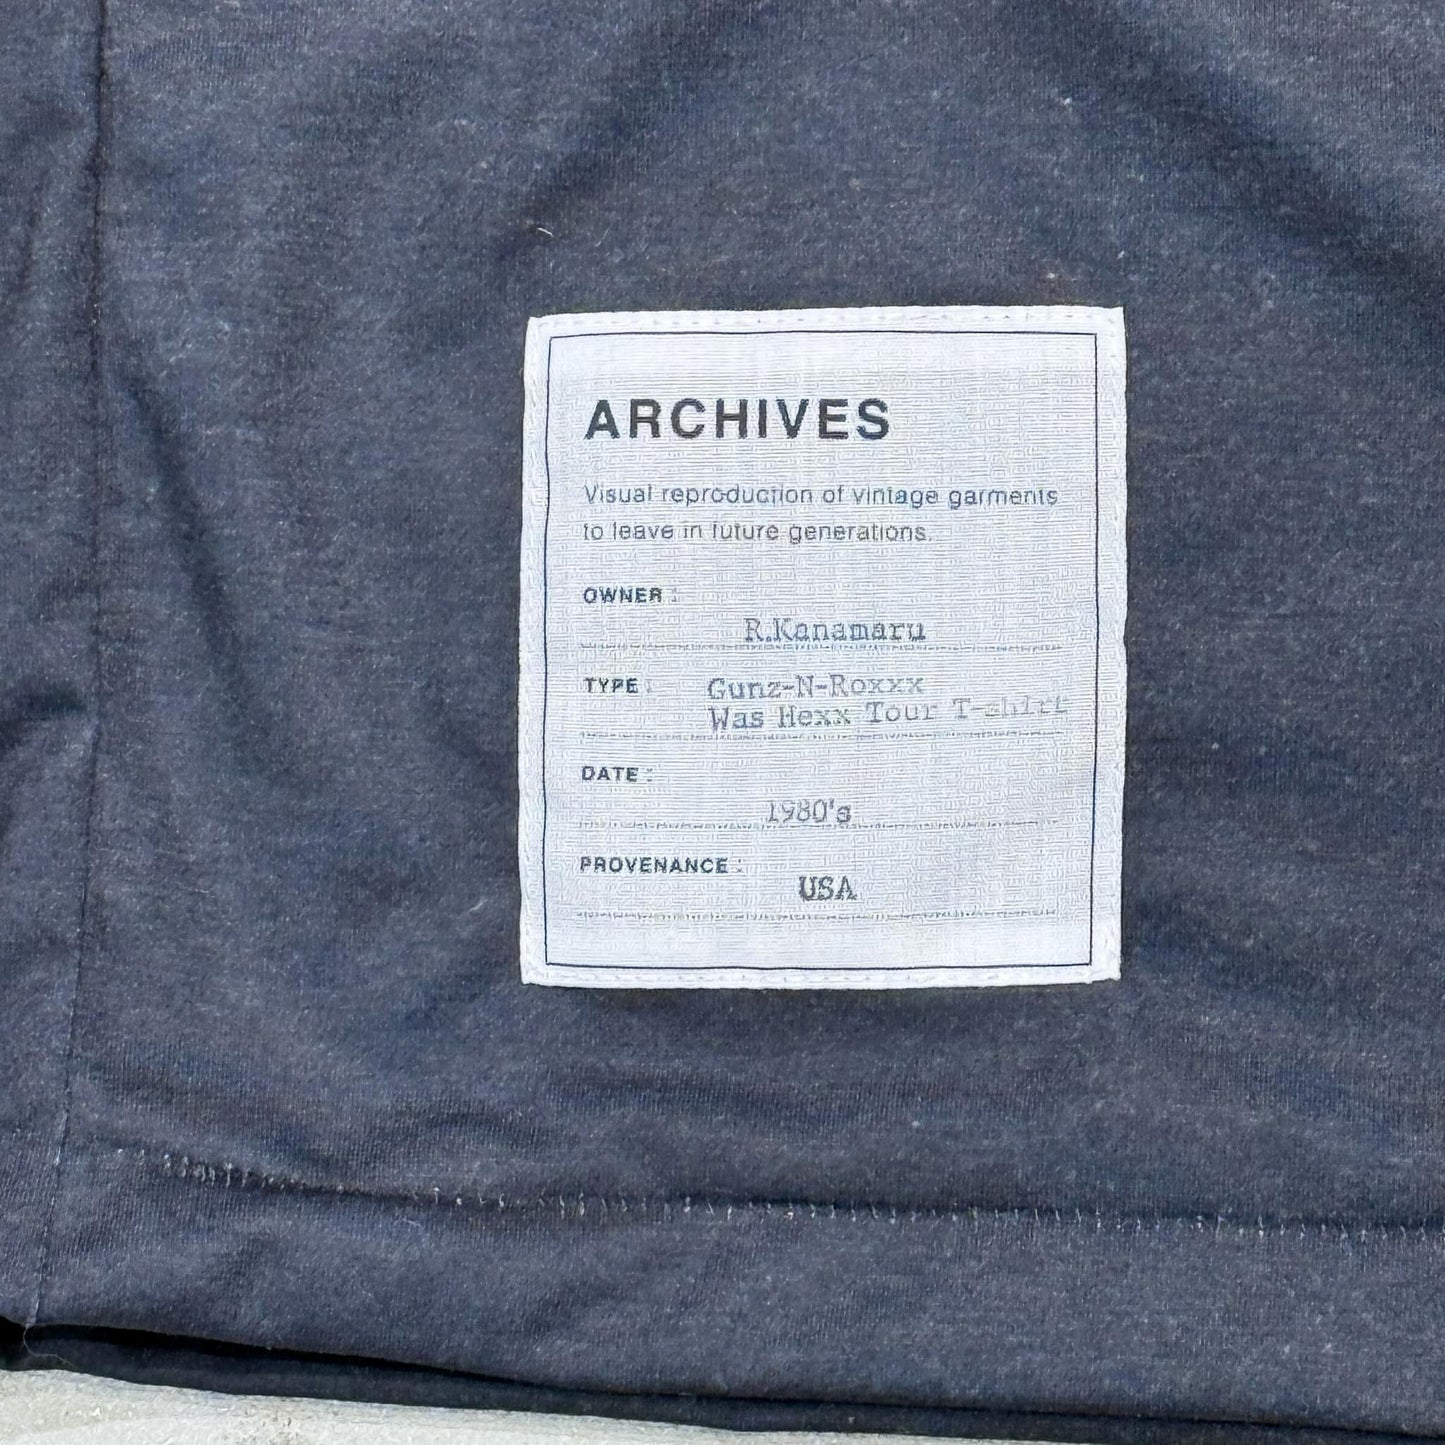 ARCHIVES
Visual reproduction of vintage garments
to leave in future generations.
OWNER :
R.Kanamaru
TYPE : Gunz-N-Roxxx
Was Hexx Tour T-shirt
DATE :
1980's
PROVENANCE :
USA